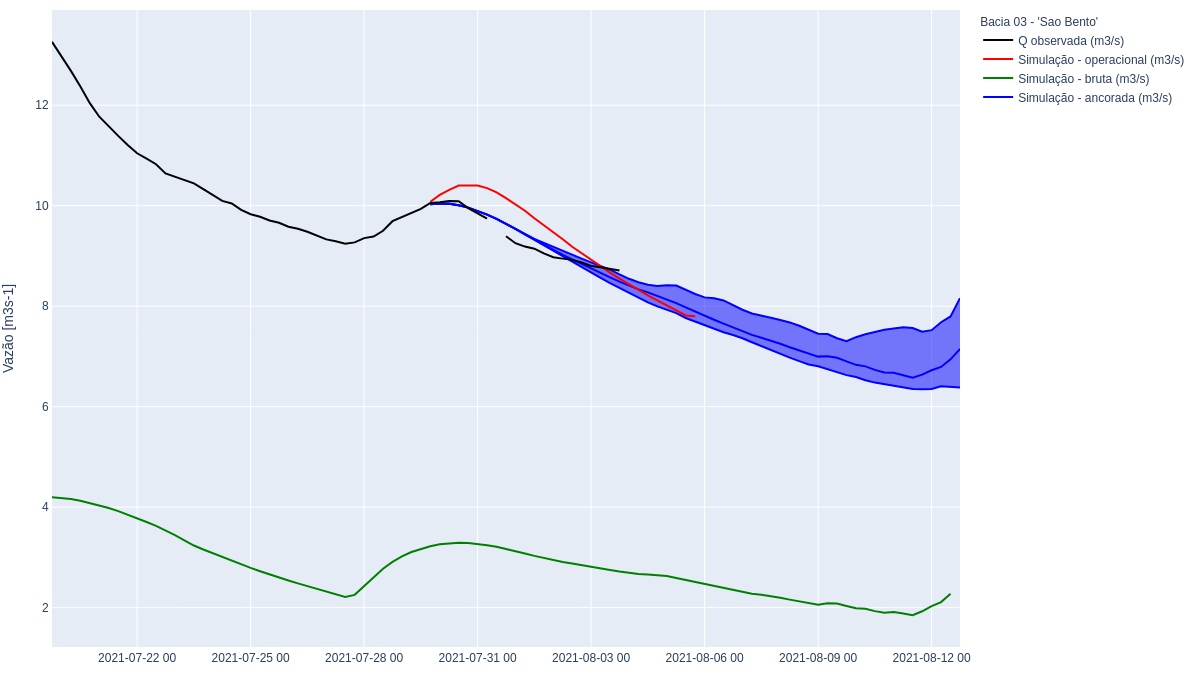 Bacia 03 - 'Sao Bento'
Q observada (m3/s)
Simulação - operacional (m3/s)
Simulação - bruta (m3/s)
Simulação - ancorada (m3/s)
Vazão [m3s-1]
12
10
8
6
4
2
2021-07-22 00
2021-07-25 00
2021-07-28 00
2021-07-31 00
2021-08-03 00
2021-08-06 00
2021-08-09 00
2021-08-12 00